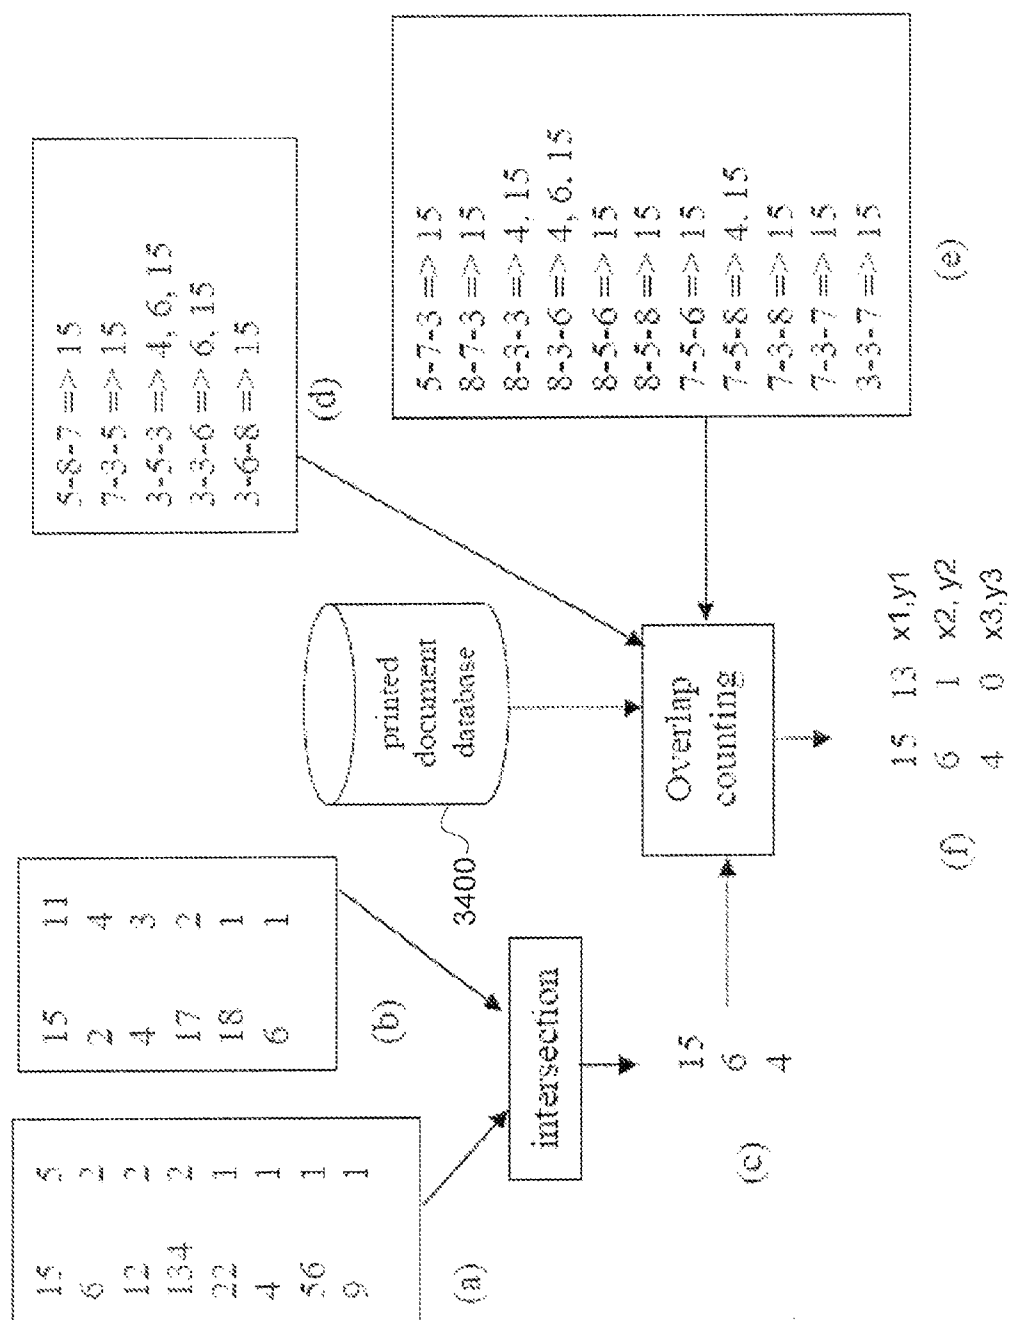 15 5
6 2
12 2
134 2
22 1
4 1
56 1
9 1
(a)
15 11
2 4
4 3
17 2
18 1
6 1
(b)
intersection
15
6
4
(c)
3400
printed
document
database
5-8-7 => 15
7-3-5 => 15
3-5-3 => 4, 6, 15
3-3-6 => 6, 15
3-6-8 => 15
(d)
5-7-3 => 15
8-7-3 => 15
8-3-3 => 4, 15
8-3-6 => 4, 6, 15
8-5-6 => 15
8-5-8 => 15
7-5-6 => 15
7-5-8 => 4, 15
7-3-8 => 15
7-3-7 => 15
3-3-7 => 15
(e)
Overlap
counting
15 13 x1,y1
6 1 x2, y2
4 0 x3,y3
(f)